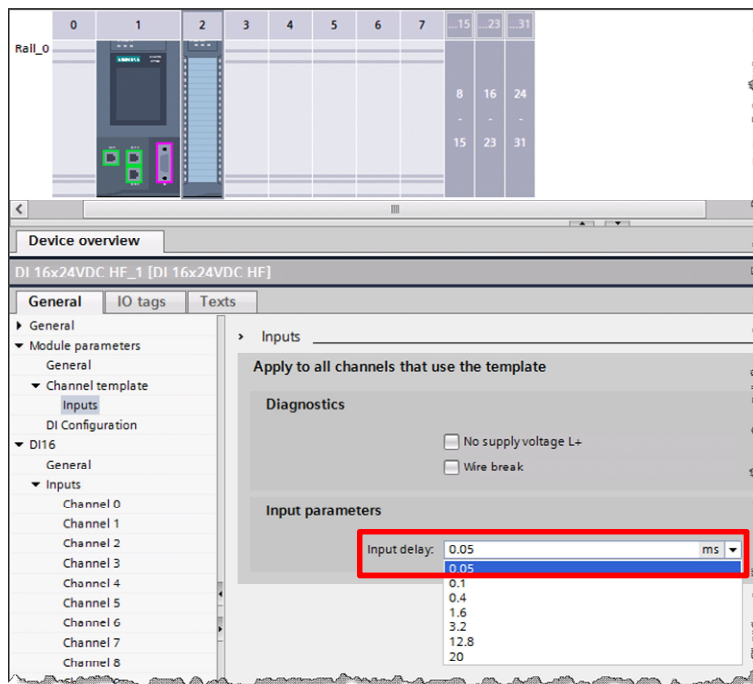 0 1 2 3 4 5 6 7 ...15 ...23 ...31
Rail_0
SIEMENS
8 16 24
- - -
15 23 31
Device overview
DI 16x24VDC HF_1 [DI 16x24VDC HF]
General IO tags Texts
General
Module parameters
General
Channel template
Inputs
DI Configuration
DI16
General
Inputs
Channel 0
Channel 1
Channel 2
Channel 3
Channel 4
Channel 5
Channel 6
Channel 7
Channel 8
Inputs
Apply to all channels that use the template
Diagnostics
No supply voltage L+
Wire break
Input parameters
Input delay: 0.05 ms
0.05
0.1
0.4
1.6
3.2
12.8
20